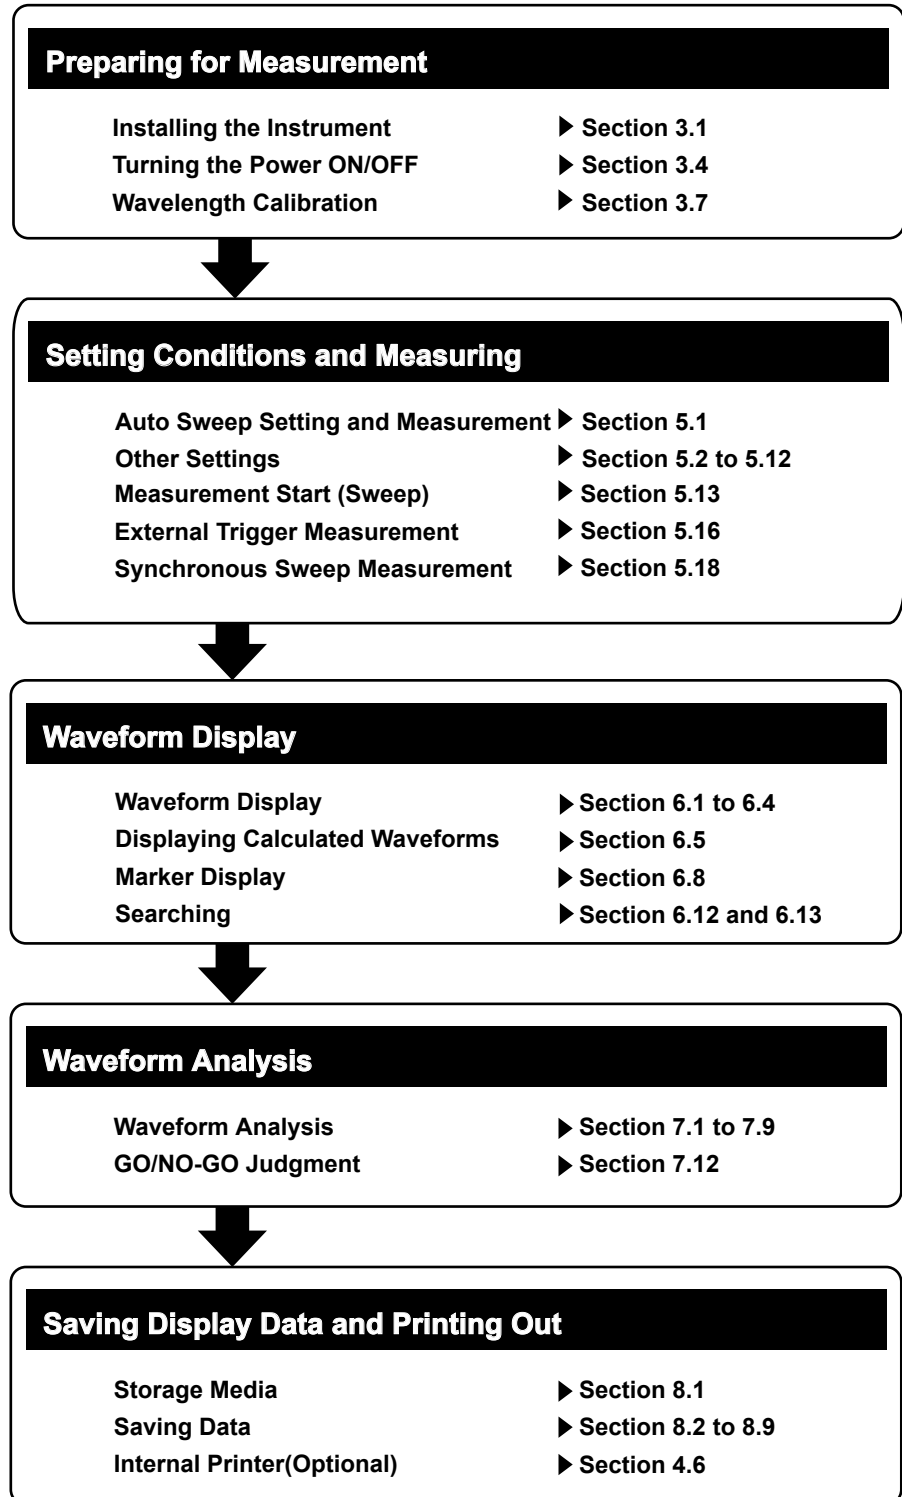 Preparing for Measurement
Installing the Instrument ▶ Section 3.1
Turning the Power ON/OFF ▶ Section 3.4
Wavelength Calibration ▶ Section 3.7
Setting Conditions and Measuring
Auto Sweep Setting and Measurement ▶ Section 5.1
Other Settings ▶ Section 5.2 to 5.12
Measurement Start (Sweep) ▶ Section 5.13
External Trigger Measurement ▶ Section 5.16
Synchronous Sweep Measurement ▶ Section 5.18
Waveform Display
Waveform Display ▶ Section 6.1 to 6.4
Displaying Calculated Waveforms ▶ Section 6.5
Marker Display ▶ Section 6.8
Searching ▶ Section 6.12 and 6.13
Waveform Analysis
Waveform Analysis ▶ Section 7.1 to 7.9
GO/NO-GO Judgment ▶ Section 7.12
Saving Display Data and Printing Out
Storage Media ▶ Section 8.1
Saving Data ▶ Section 8.2 to 8.9
Internal Printer(Optional) ▶ Section 4.6